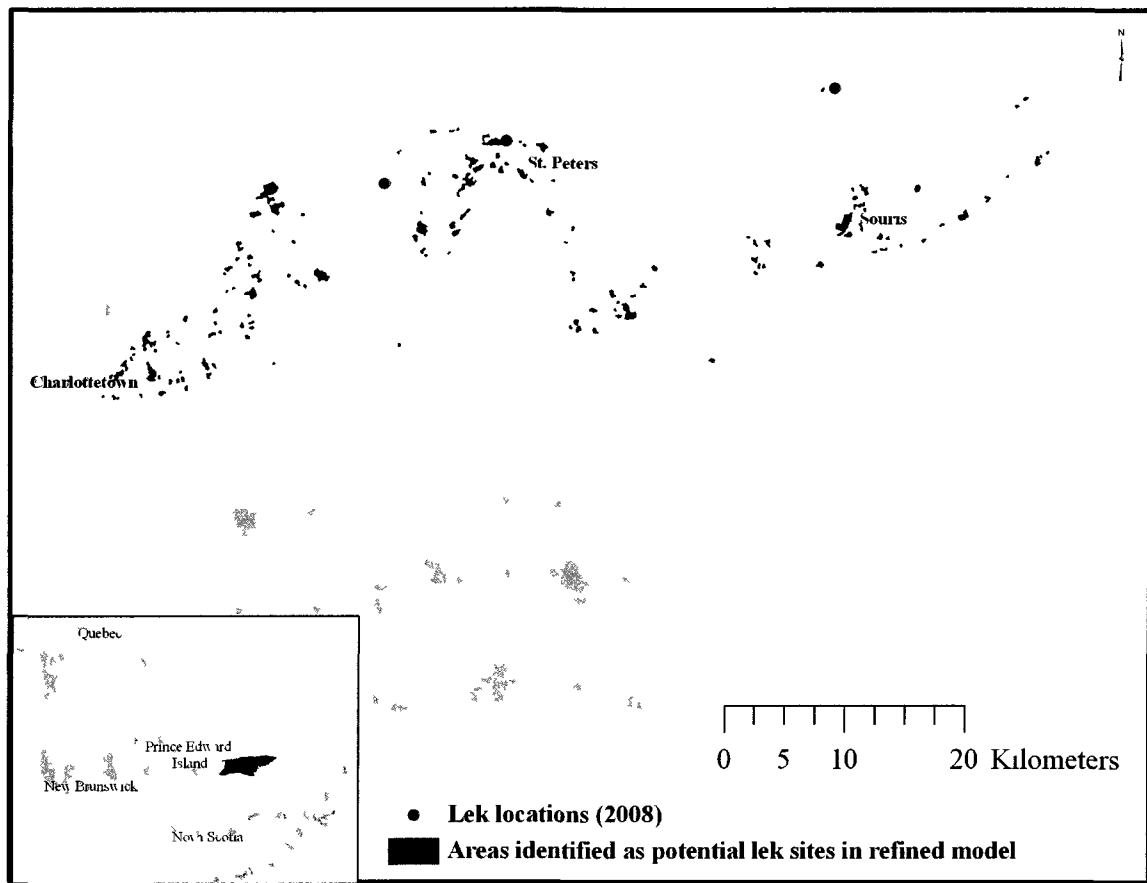 N
St. Peters
Souris
Charlottetown
Quebec
Prince Edward
Island
New Brunswick
Nova Scotia
0 5 10 20 Kilometers
Lek locations (2008)
Areas identified as potential lek sites in refined model